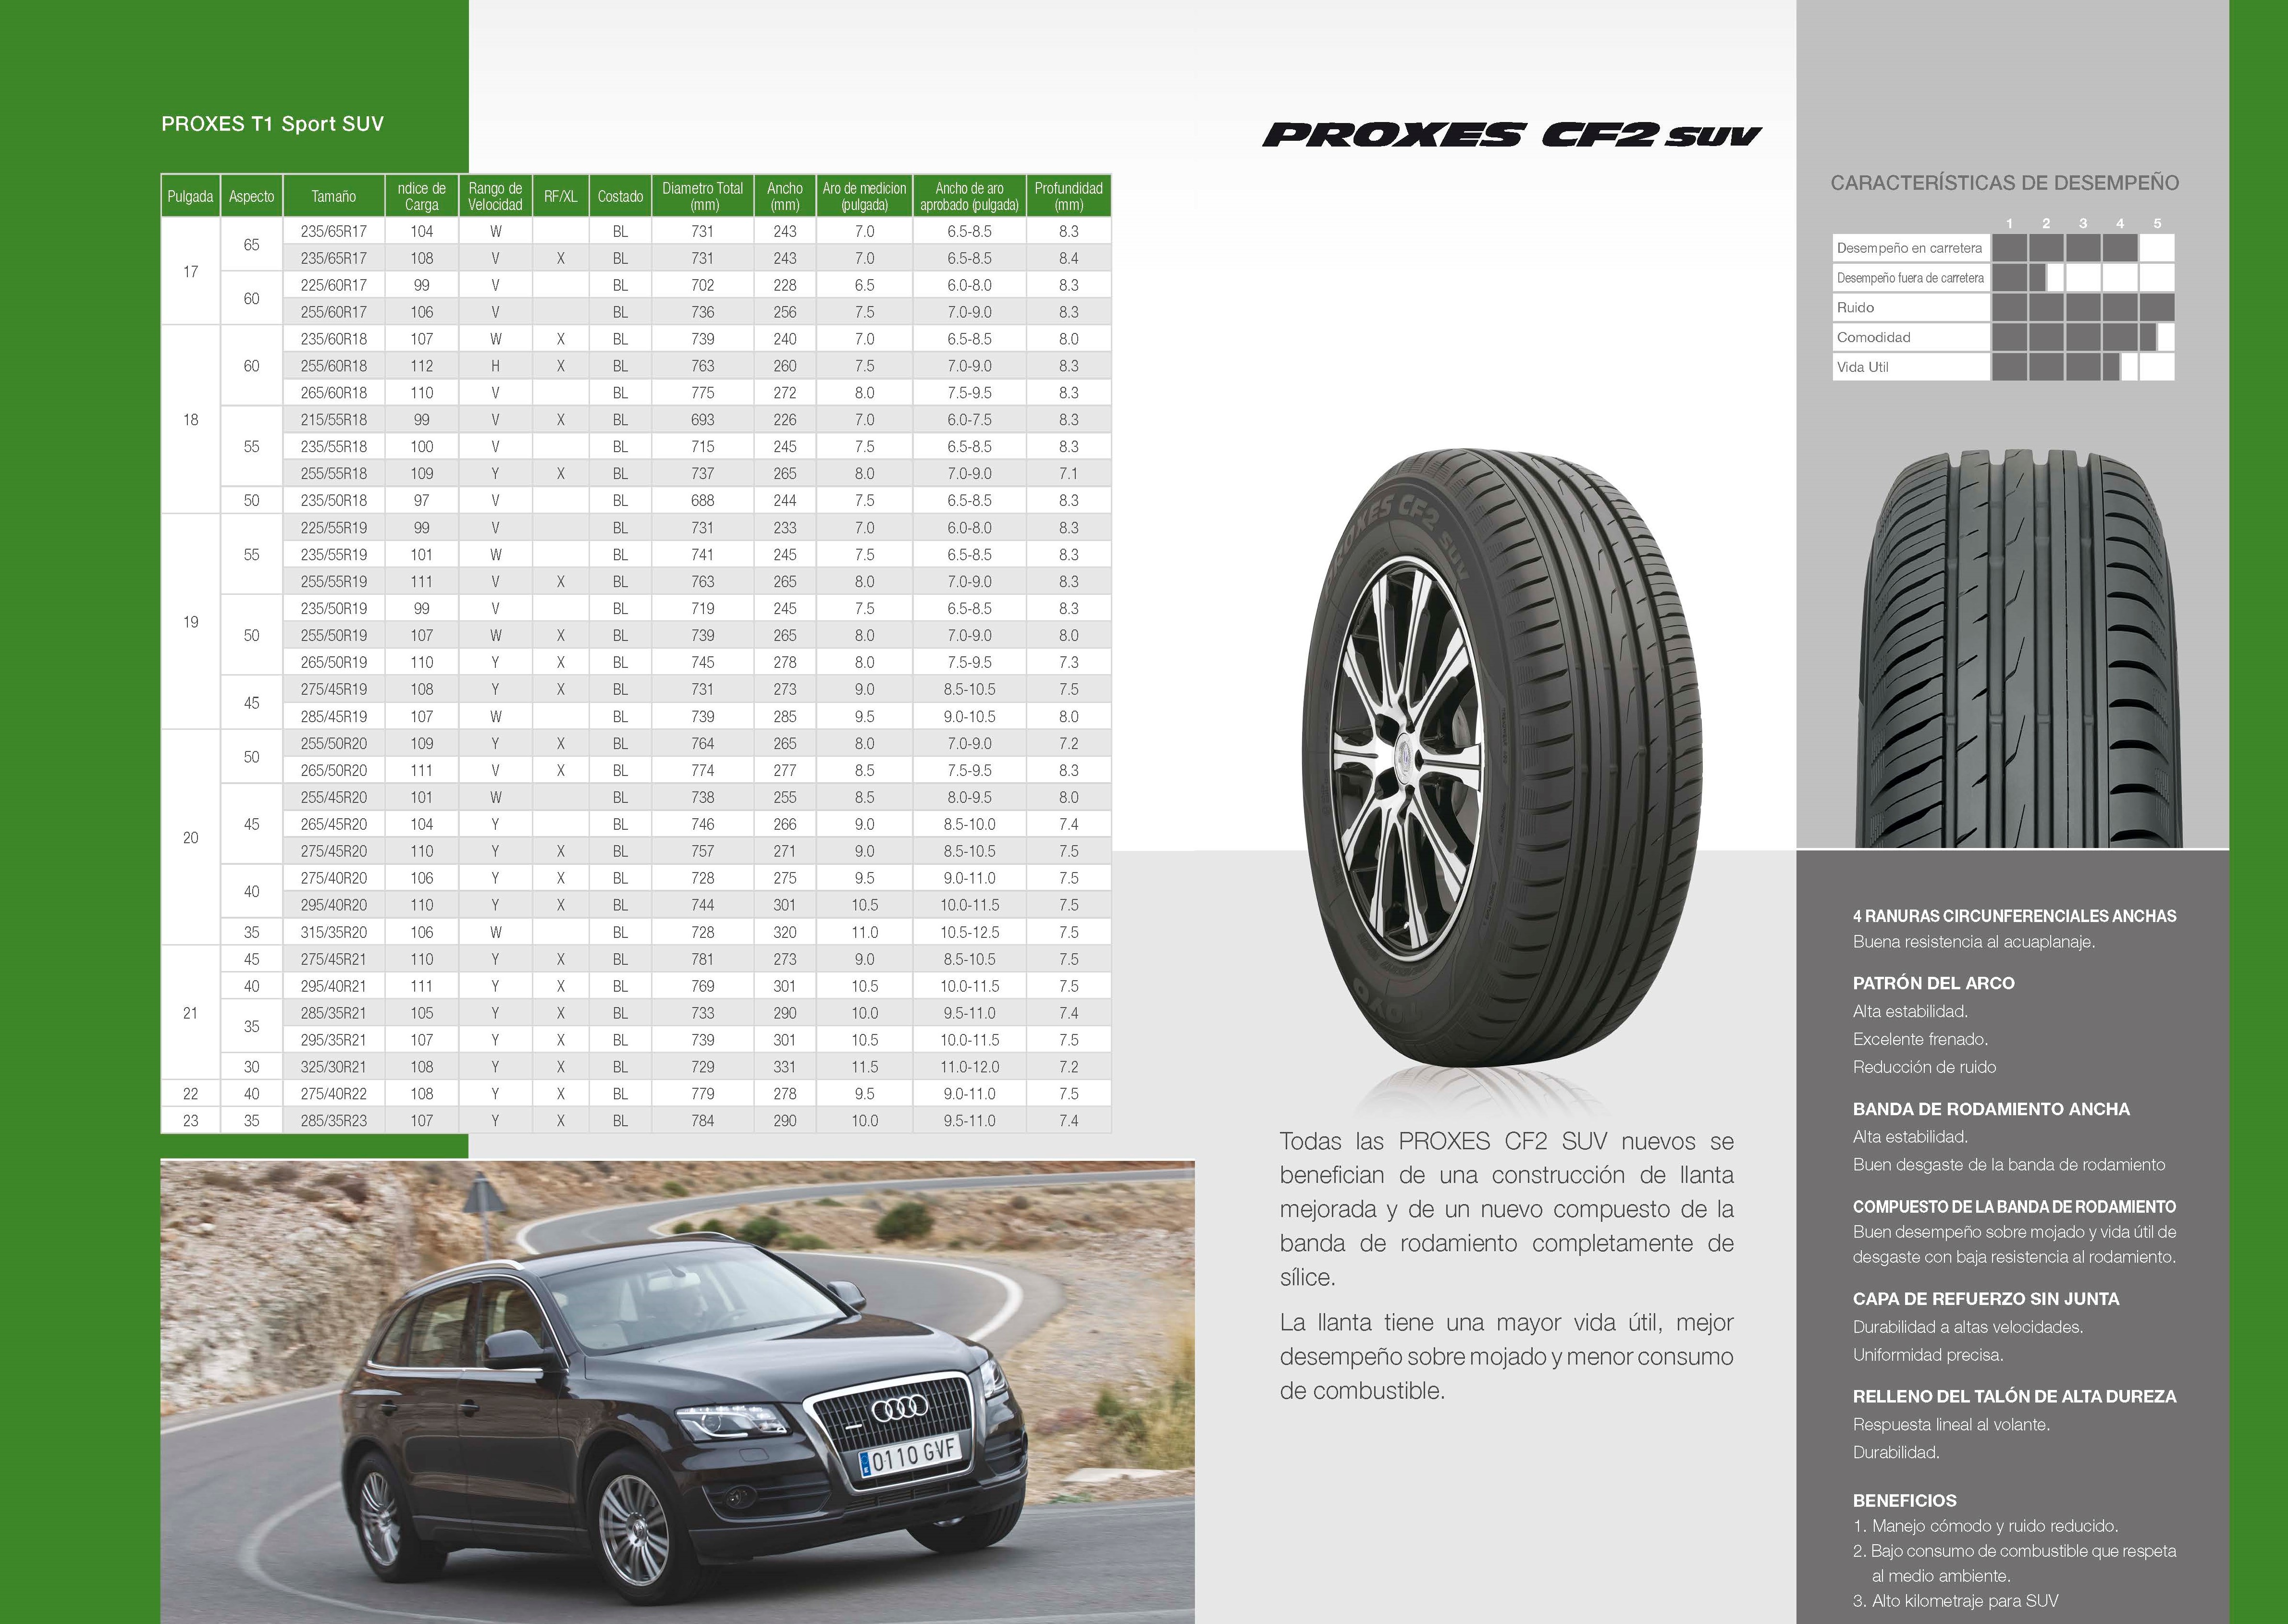 PROXES T1 Sport SUV
Pulgada Aspecto Tamaño ndice de Carga Rango de Velocidad RF/XL Costado Diametro Total (mm) Ancho (mm) Aro de medicion (pulgada) Ancho de aro aprobado (pulgada) Profundidad (mm)
17 65 235/65R17 104 W BL 731 243 7.0 6.5-8.5 8.3
235/65R17 108 V X BL 731 243 7.0 6.5-8.5 8.4
60 225/60R17 99 V BL 702 228 6.5 6.0-8.0 8.3
255/60R17 106 V BL 736 256 7.5 7.0-9.0 8.3
18 60 235/60R18 107 W X BL 739 240 7.0 6.5-8.5 8.0
255/60R18 112 H X BL 763 260 7.5 7.0-9.0 8.3
265/60R18 110 V BL 775 272 8.0 7.5-9.5 8.3
55 215/55R18 99 V X BL 693 226 7.0 6.0-7.5 8.3
235/55R18 100 V BL 715 245 7.5 6.5-8.5 8.3
255/55R18 109 Y X BL 737 265 8.0 7.0-9.0 7.1
50 235/50R18 97 V BL 688 244 7.5 6.5-8.5 8.3
19 55 225/55R19 99 V BL 731 233 7.0 6.0-8.0 8.3
235/55R19 101 W BL 741 245 7.5 6.5-8.5 8.3
255/55R19 111 V X BL 763 265 8.0 7.0-9.0 8.3
50 235/50R19 99 V BL 719 245 7.5 6.5-8.5 8.3
255/50R19 107 W X BL 739 265 8.0 7.0-9.0 8.0
265/50R19 110 Y X BL 745 278 8.0 7.5-9.5 7.3
45 275/45R19 108 Y X BL 731 273 9.0 8.5-10.5 7.5
285/45R19 107 W BL 739 285 9.5 9.0-10.5 8.0
20 50 255/50R20 109 Y X BL 764 265 8.0 7.0-9.0 7.2
265/50R20 111 V X BL 774 277 8.5 7.5-9.5 8.3
45 255/45R20 101 W BL 738 255 8.5 8.0-9.5 8.0
265/45R20 104 Y BL 746 266 9.0 8.5-10.0 7.4
275/45R20 110 Y X BL 757 271 9.0 8.5-10.5 7.5
40 275/40R20 106 Y X BL 728 275 9.5 9.0-11.0 7.5
295/40R20 110 Y X BL 744 301 10.5 10.0-11.5 7.5
35 315/35R20 106 W BL 728 320 11.0 10.5-12.5 7.5
21 45 275/45R21 110 Y X BL 781 273 9.0 8.5-10.5 7.5
40 295/40R21 111 Y X BL 769 301 10.5 10.0-11.5 7.5
35 285/35R21 105 Y X BL 733 290 10.0 9.5-11.0 7.4
295/35R21 107 Y X BL 739 301 10.5 10.0-11.5 7.5
30 325/30R21 108 Y X BL 729 331 11.5 11.0-12.0 7.2
22 40 275/40R22 108 Y X BL 779 278 9.5 9.0-11.0 7.5
23 35 285/35R23 107 Y X BL 784 290 10.0 9.5-11.0 7.4
0110 GVF
PROXES CF2 SUV
PROXES CF2 SUV
TOYO
Todas las PROXES CF2 SUV nuevos se
benefician de una construcción de llanta
mejorada y de un nuevo compuesto de la
banda de rodamiento completamente de
sílice.
La llanta tiene una mayor vida útil, mejor
desempeño sobre mojado y menor consumo
de combustible.
CARACTERÍSTICAS DE DESEMPEÑO
1 2 3 4 5
Desempeño en carretera
Desempeño fuera de carretera
Ruido
Comodidad
Vida Util
4 RANURAS CIRCUNFERENCIALES ANCHAS
Buena resistencia al acuaplanaje.
PATRÓN DEL ARCO
Alta estabilidad.
Excelente frenado.
Reducción de ruido
BANDA DE RODAMIENTO ANCHA
Alta estabilidad.
Buen desgaste de la banda de rodamiento
COMPUESTO DE LA BANDA DE RODAMIENTO
Buen desempeño sobre mojado y vida útil de
desgaste con baja resistencia al rodamiento.
CAPA DE REFUERZO SIN JUNTA
Durabilidad a altas velocidades.
Uniformidad precisa.
RELLENO DEL TALÓN DE ALTA DUREZA
Respuesta lineal al volante.
Durabilidad.
BENEFICIOS
1. Manejo cómodo y ruido reducido.
2. Bajo consumo de combustible que respeta
al medio ambiente.
3. Alto kilometraje para SUV